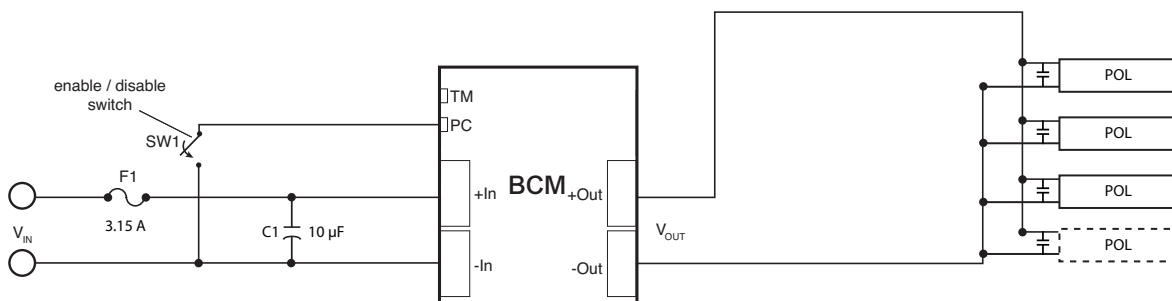 enable / disable
switch
SW1
F1
3.15 A
VIN
C1
10 µF
TM
PC
+In
-In
BCM
+Out
-Out
VOUT
POL
POL
POL
POL